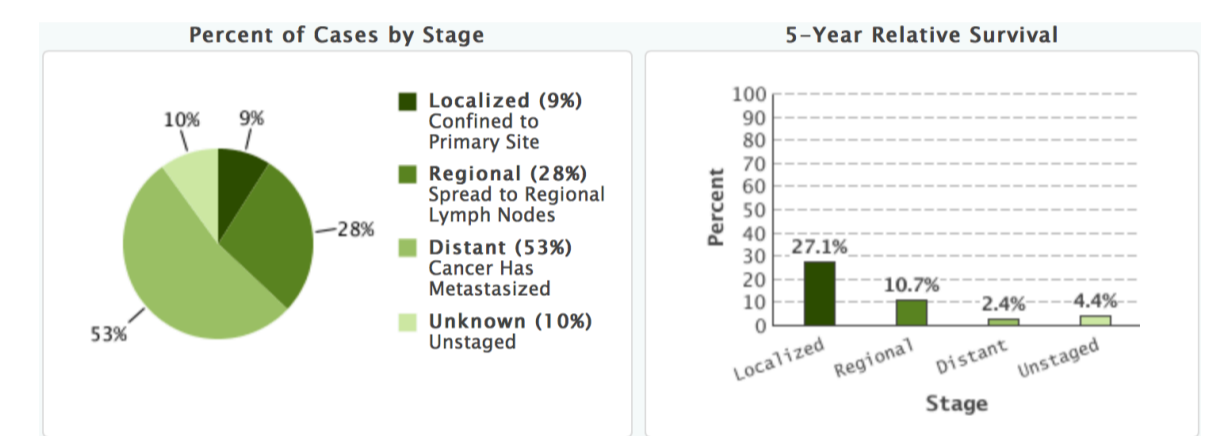 Percent of Cases by Stage
10%
9%
28%
53%
Localized (9%)
Confined to
Primary Site
Regional (28%)
Spread to Regional
Lymph Nodes
Distant (53%)
Cancer Has
Metastasized
Unknown (10%)
Unstaged
5-Year Relative Survival
Percent
100
90
80
70
60
50
40
30
20
10
0
27.1%
10.7%
2.4%
4.4%
Localized
Regional
Distant
Unstaged
Stage